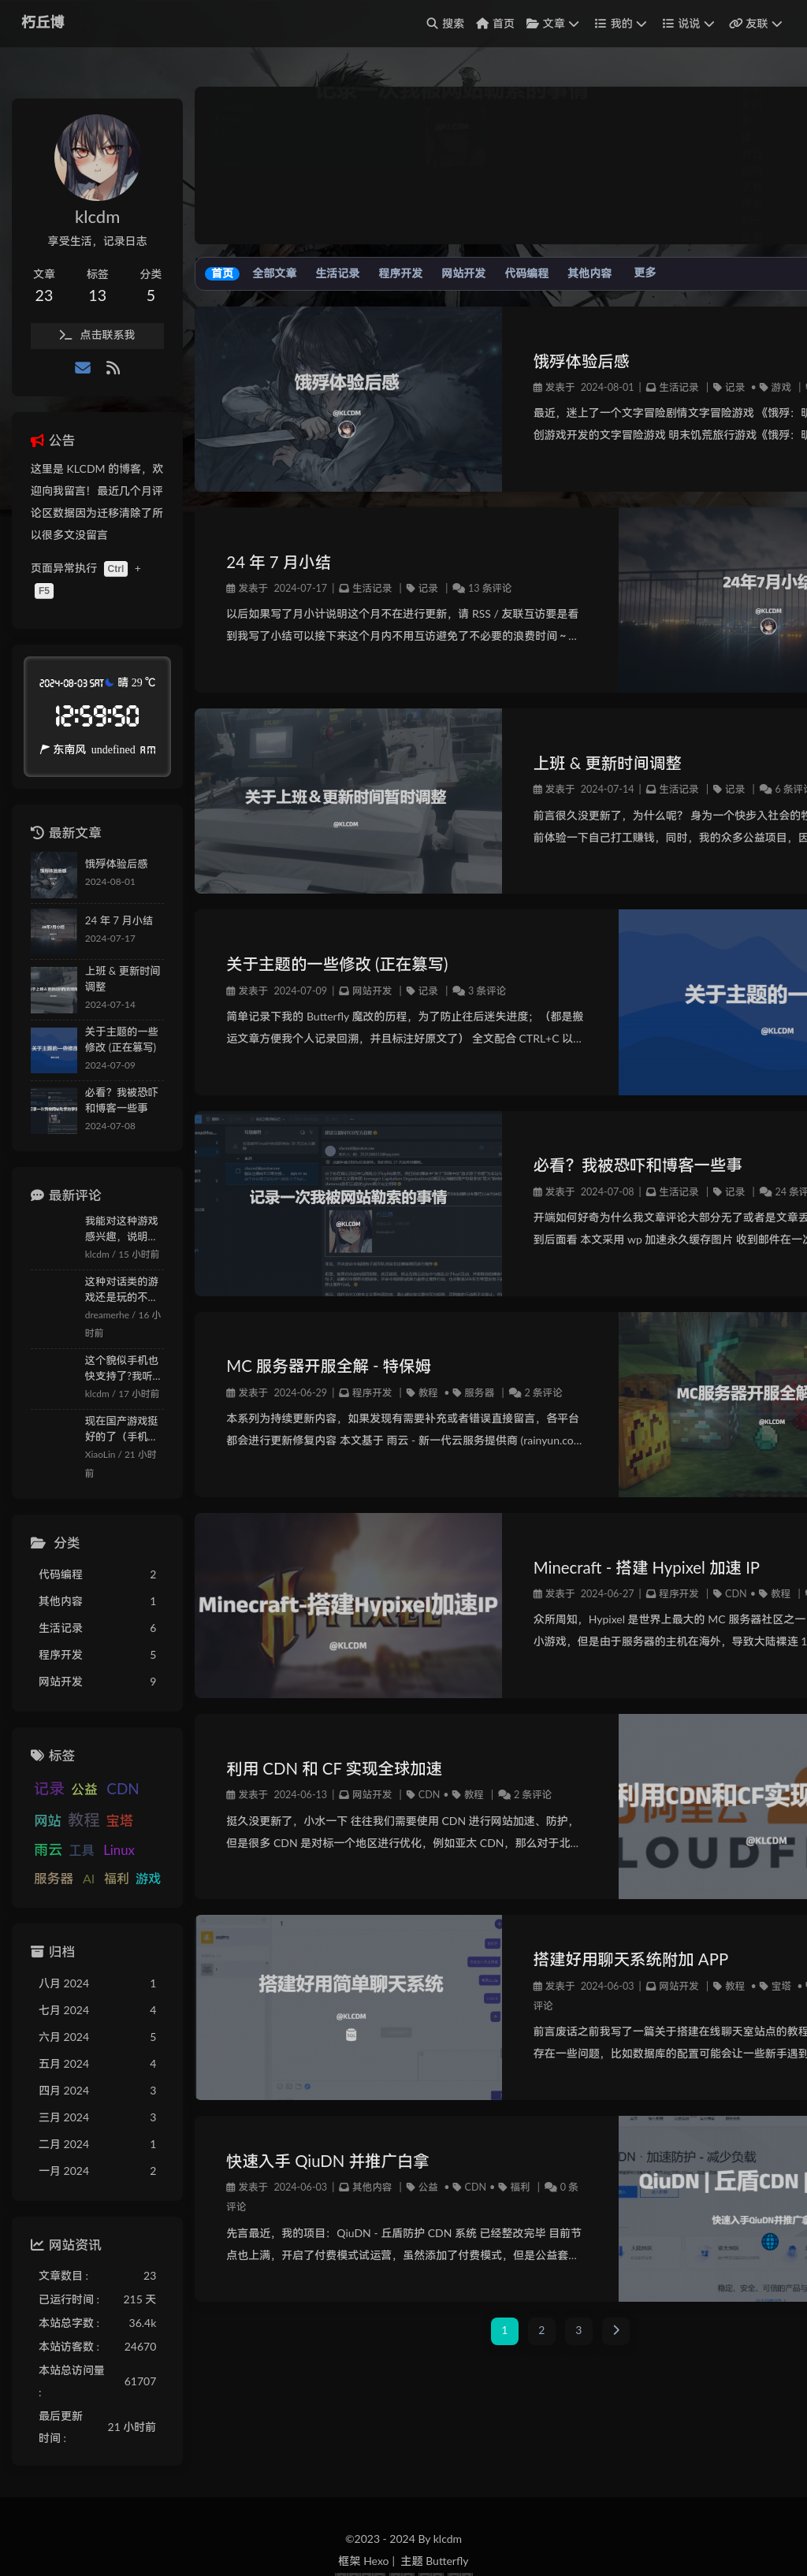 朽丘博
搜索 首页 文章 我的 说说 友联
klcdm
享受生活，记录日志
文章 标签 分类
23 13 5
点击联系我
公告
这里是 KLCDM 的博客，欢
迎向我留言！最近几个月评
论区数据因为迁移清除了所
以很多文没留言
页面异常执行 Ctrl +
F5
2024-08-03 SAT 晴 29 ℃
12:59:50
东南风 undefined AM
最新文章
饿殍体验后感
2024-08-01
24 年 7 月小结
2024-07-17
上班 & 更新时间
调整
2024-07-14
关于主题的一些
修改 (正在篡写)
2024-07-09
必看？我被恐吓
和博客一些事
2024-07-08
最新评论
我能对这种游戏
感兴趣，说明...
klcdm / 15 小时前
这种对话类的游
戏还是玩的不...
dreamerhe / 16 小
时前
这个貌似手机也
快支持了?我听...
klcdm / 17 小时前
现在国产游戏挺
好的了（手机...
XiaoLin / 21 小时
前
分类
代码编程 2
其他内容 1
生活记录 6
程序开发 5
网站开发 9
标签
记录 公益 CDN
网站 教程 宝塔
雨云 工具 Linux
服务器 AI 福利 游戏
归档
八月 2024 1
七月 2024 4
六月 2024 5
五月 2024 4
四月 2024 3
三月 2024 3
二月 2024 1
一月 2024 2
网站资讯
文章数目 : 23
已运行时间 : 215 天
本站总字数 : 36.4k
本站访客数 : 24670
本站总访问量
: 61707
最后更新
时间 : 21 小时前
记录一次我被网站勒索的事情
首页 全部文章 生活记录 程序开发 网站开发 代码编程 其他内容 更多
饿殍体验后感
@KLCDM
饿殍体验后感
发表于 2024-08-01 | 生活记录 | 记录 • 游戏 |
最近，迷上了一个文字冒险剧情文字冒险游戏 《饿殍：明
创游戏开发的文字冒险游戏 明末饥荒旅行游戏《饿殍：明
24 年 7 月小结
发表于 2024-07-17 | 生活记录 | 记录 | 13 条评论
以后如果写了月小计说明这个月不在进行更新，请 RSS / 友联互访要是看
到我写了小结可以接下来这个月内不用互访避免了不必要的浪费时间 ~ ...
24年7月小结
@KLCDM
关于上班&更新时间暂时调整
@KLCDM
上班 & 更新时间调整
发表于 2024-07-14 | 生活记录 | 记录 | 6 条评论
前言很久没更新了，为什么呢？ 身为一个快步入社会的牧
前体验一下自己打工赚钱，同时，我的众多公益项目，因
关于主题的一些修改 (正在篡写)
发表于 2024-07-09 | 网站开发 | 记录 | 3 条评论
简单记录下我的 Butterfly 魔改的历程，为了防止往后迷失进度；（都是搬
运文章方便我个人记录回溯，并且标注好原文了） 全文配合 CTRL+C 以...
关于主题的一
@KLCDM
记录一次我被网站勒索的事情
@KLCDM
必看？我被恐吓和博客一些事
发表于 2024-07-08 | 生活记录 | 记录 | 24 条评
开端如何好奇为什么我文章评论大部分无了或者是文章丢
到后面看 本文采用 wp 加速永久缓存图片 收到邮件在一次
MC 服务器开服全解 - 特保姆
发表于 2024-06-29 | 程序开发 | 教程 • 服务器 | 2 条评论
本系列为持续更新内容，如果发现有需要补充或者错误直接留言，各平台
都会进行更新修复内容 本文基于 雨云 - 新一代云服务提供商 (rainyun.co...
MC服务器开服全解
@KLCDM
Minecraft-搭建Hypixel加速IP
@KLCDM
Minecraft - 搭建 Hypixel 加速 IP
发表于 2024-06-27 | 程序开发 | CDN • 教程 |
众所周知，Hypixel 是世界上最大的 MC 服务器社区之一
小游戏，但是由于服务器的主机在海外，导致大陆裸连 1
利用 CDN 和 CF 实现全球加速
发表于 2024-06-13 | 网站开发 | CDN • 教程 | 2 条评论
挺久没更新了，小水一下 往往我们需要使用 CDN 进行网站加速、防护，
但是很多 CDN 是对标一个地区进行优化，例如亚太 CDN，那么对于北...
利用CDN和CF实现
阿里云
LOUDF
@KLCDM
搭建好用简单聊天系统
@KLCDM
搭建好用聊天系统附加 APP
发表于 2024-06-03 | 网站开发 | 教程 • 宝塔 •
评论
前言废话之前我写了一篇关于搭建在线聊天室站点的教程
存在一些问题，比如数据库的配置可能会让一些新手遇到
快速入手 QiuDN 并推广白拿
发表于 2024-06-03 | 其他内容 | 公益 • CDN • 福利 | 0 条
评论
先言最近，我的项目：QiuDN - 丘盾防护 CDN 系统 已经整改完毕 目前节
点也上满，开启了付费模式试运营，虽然添加了付费模式，但是公益套...
DN · 加速防护 - 减少负载
QiuDN | 丘盾CDN |
快速入手QiuDN并推广
@KLCDM
稳定、安全、可信的产品与
1 2 3
©2023 - 2024 By klcdm
框架 Hexo | 主题 Butterfly